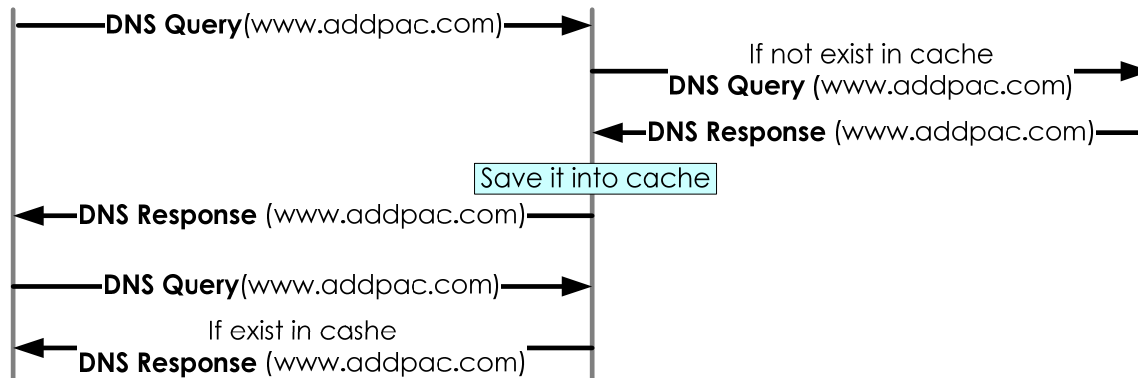 DNS Query(www.addpac.com)
If not exist in cache
DNS Query (www.addpac.com)
DNS Response (www.addpac.com)
Save it into cache
DNS Response (www.addpac.com)
DNS Query(www.addpac.com)
If exist in cashe
DNS Response (www.addpac.com)